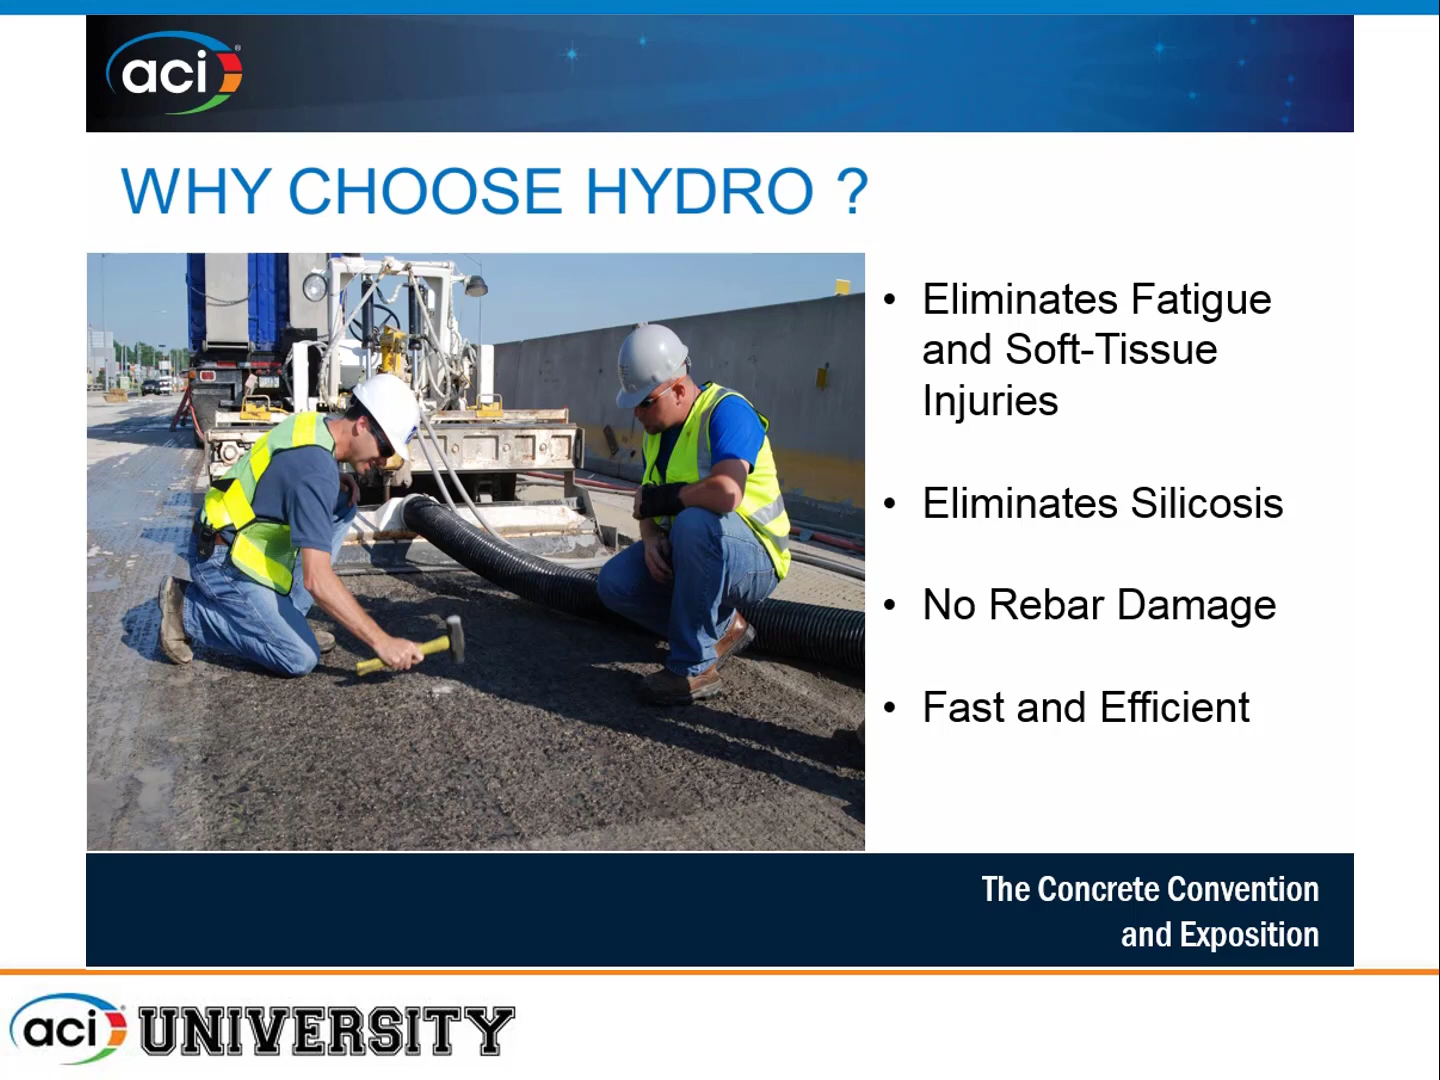 aci
WHY CHOOSE HYDRO ?
• Eliminates Fatigue
and Soft-Tissue
Injuries
• Eliminates Silicosis
• No Rebar Damage
• Fast and Efficient
The Concrete Convention
and Exposition
aci UNIVERSITY